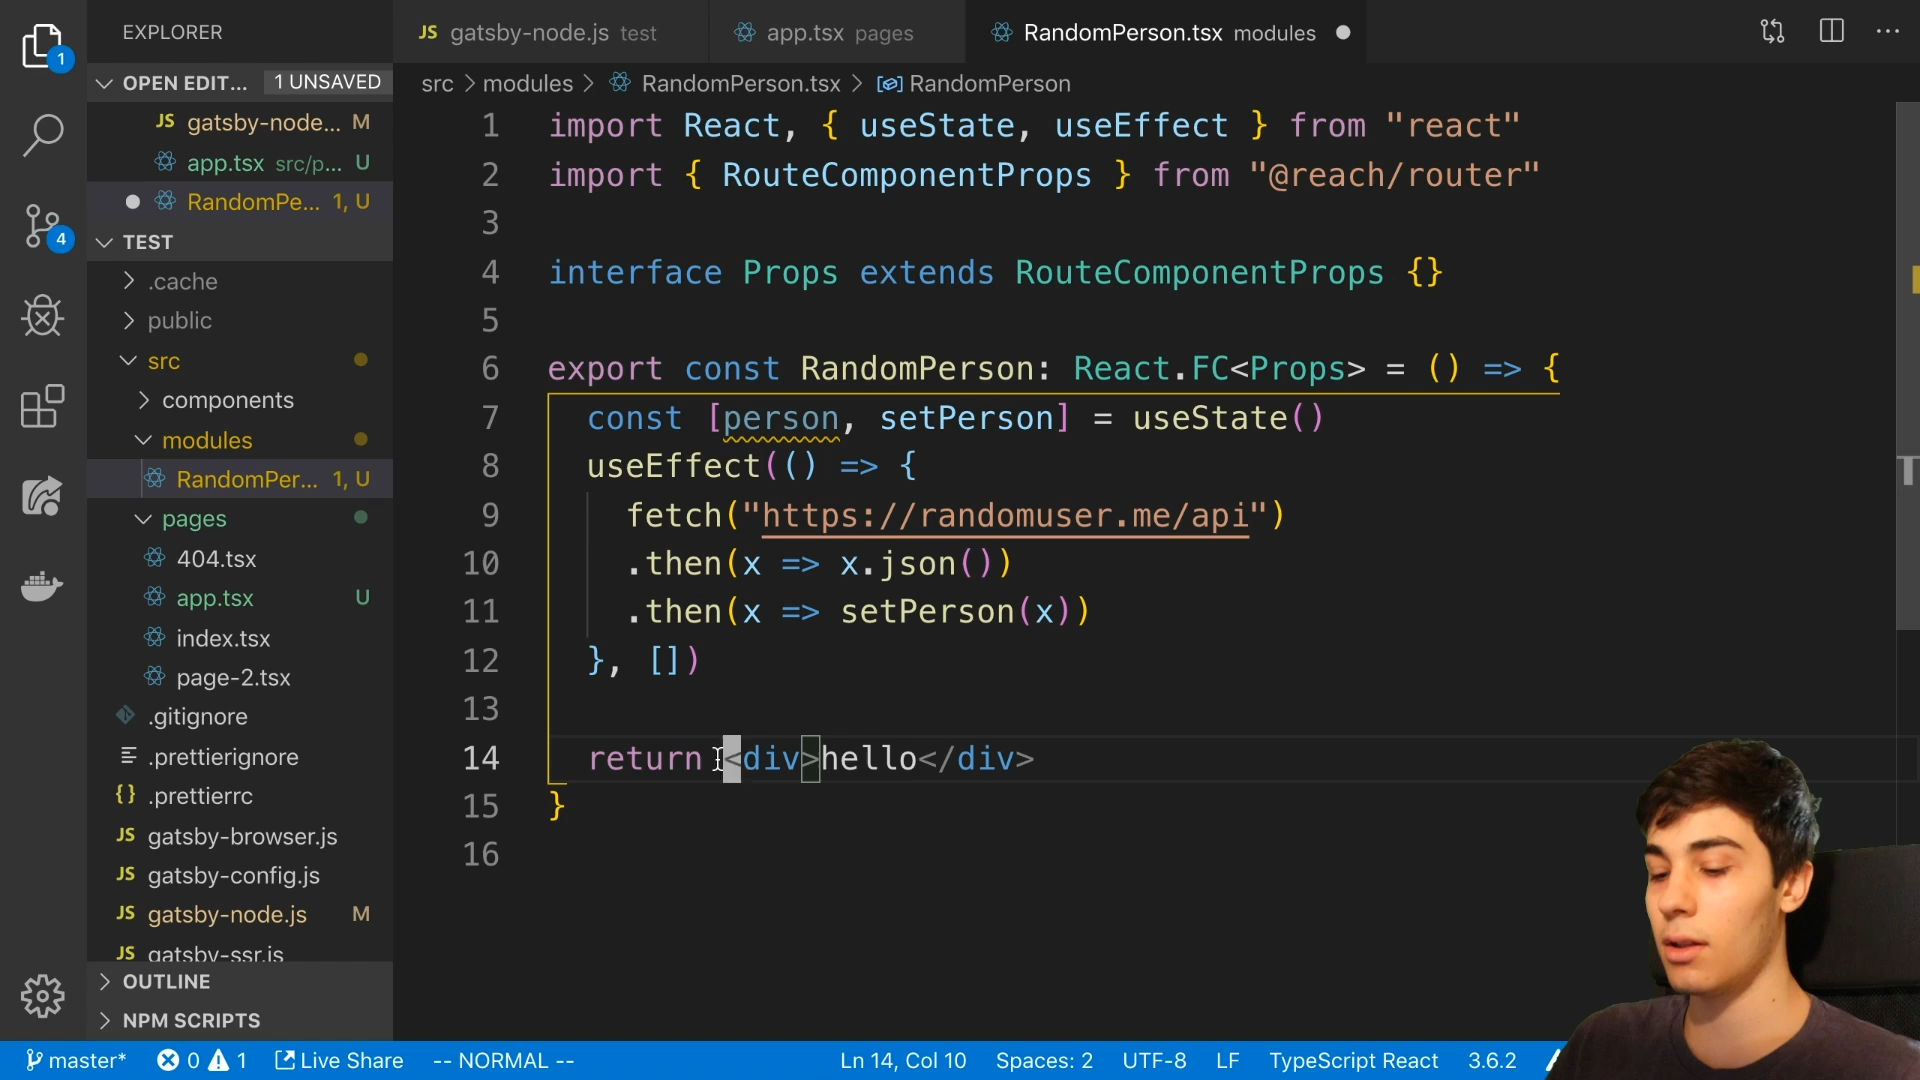 EXPLORER
JS gatsby-node.js test
app.tsx pages
RandomPerson.tsx modules
OPEN EDIT... 1 UNSAVED
src > modules > RandomPerson.tsx > RandomPerson
JS gatsby-node... M
app.tsx src/p... U
RandomPe... 1, U
TEST
.cache
public
src
components
modules
RandomPer... 1, U
pages
404.tsx
app.tsx U
index.tsx
page-2.tsx
.gitignore
.prettierignore
{} .prettierrc
JS gatsby-browser.js
JS gatsby-config.js
JS gatsby-node.js M
JS gatsby-ssr.js
OUTLINE
NPM SCRIPTS
1
4
1 import React, { useState, useEffect } from "react"
2 import { RouteComponentProps } from "@reach/router"
3
4 interface Props extends RouteComponentProps {}
5
6 export const RandomPerson: React.FC<Props> = () => {
7 const [person, setPerson] = useState()
8 useEffect(() => {
9 fetch("https://randomuser.me/api")
10 .then(x => x.json())
11 .then(x => setPerson(x))
12 }, [])
13
14 return <div>hello</div>
15 }
16
master* 0 1 Live Share -- NORMAL -- Ln 14, Col 10 Spaces: 2 UTF-8 LF TypeScript React 3.6.2